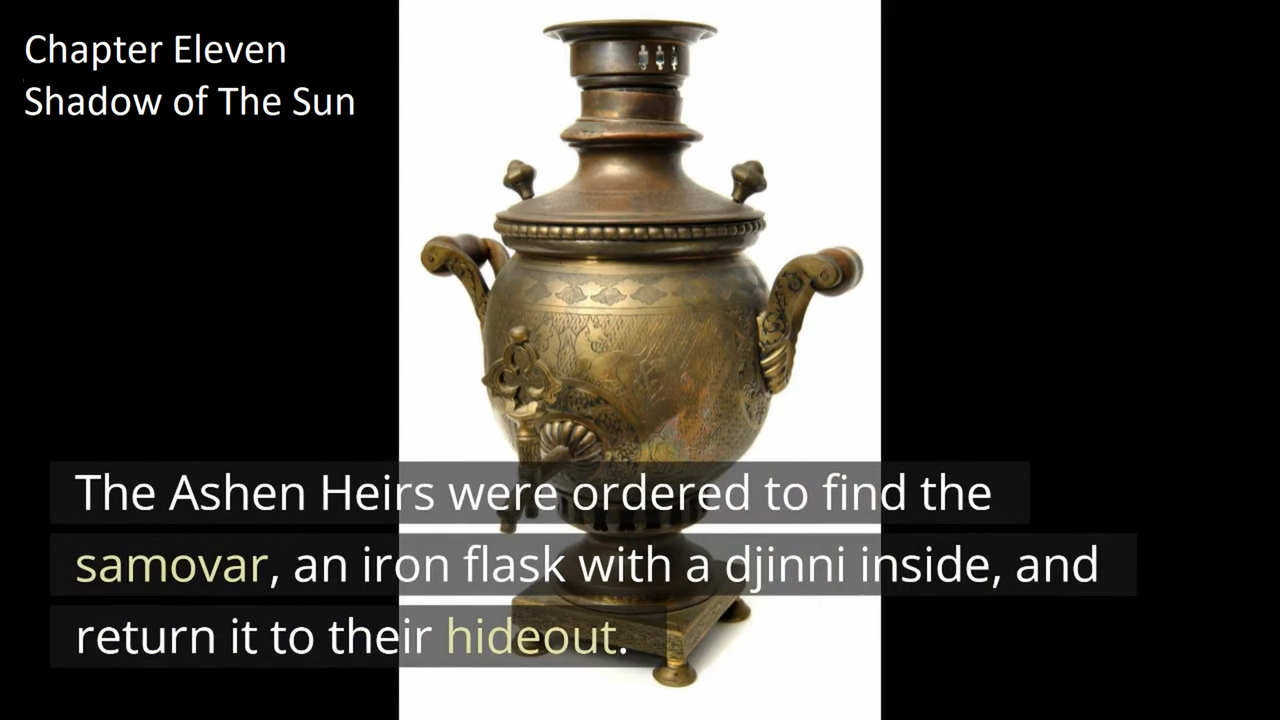 Chapter Eleven
Shadow of The Sun
The Ashen Heirs were ordered to find the
samovar, an iron flask with a djinni inside, and
return it to their hideout.